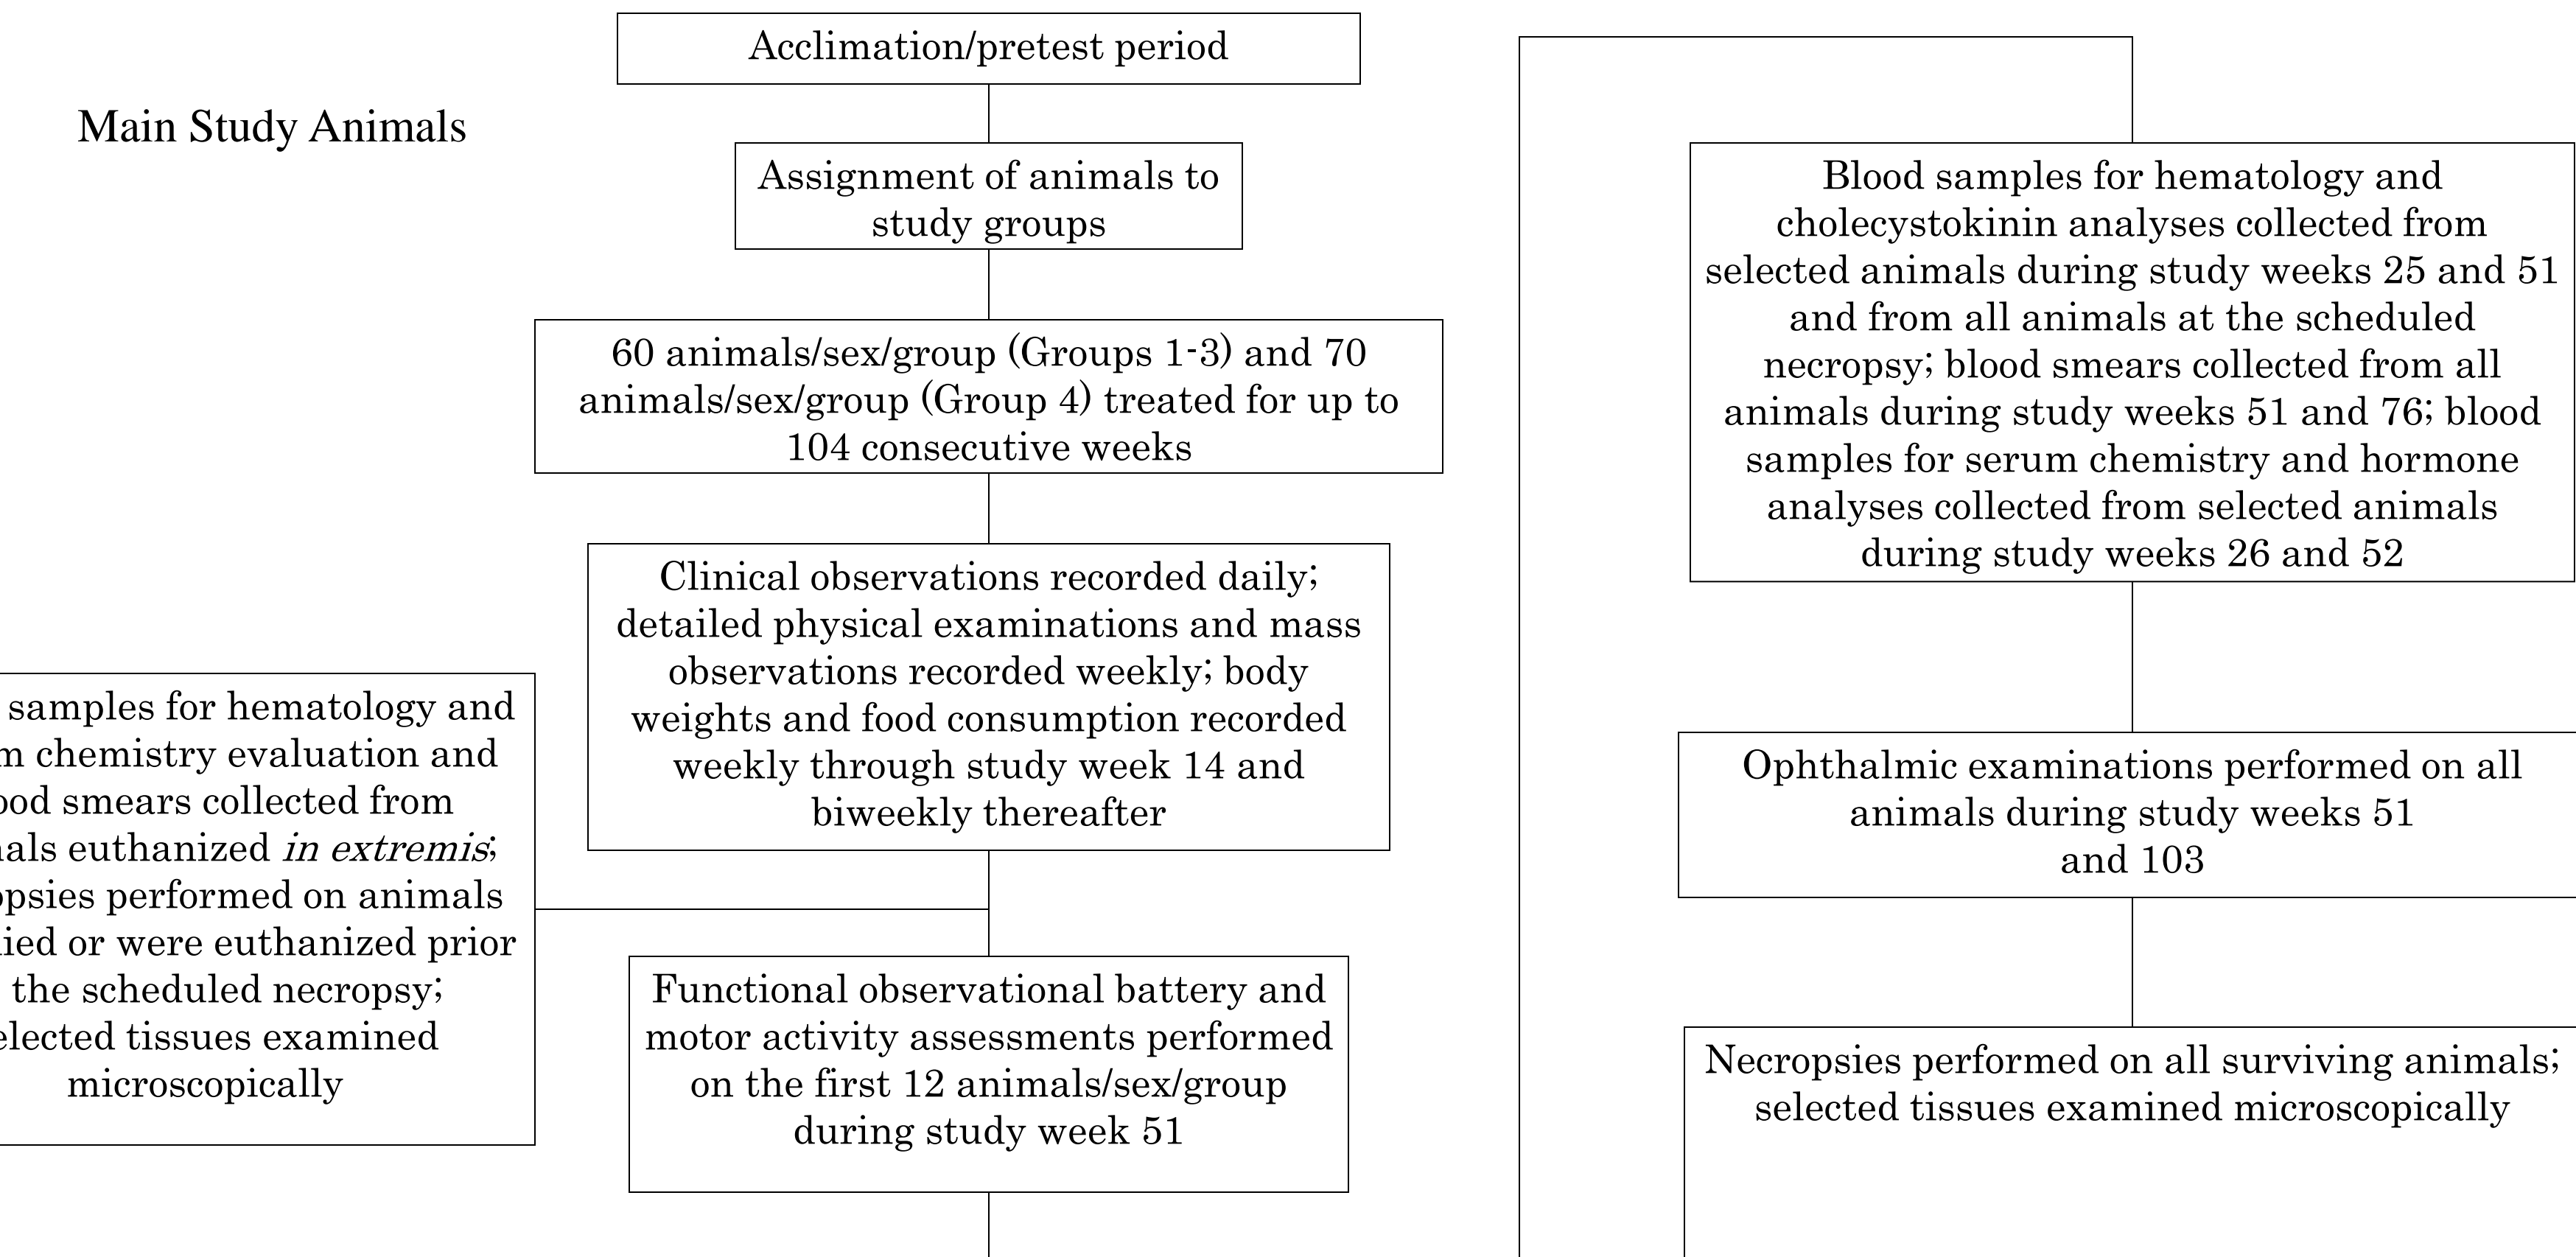 Acclimation/pretest period
Main Study Animals
Assignment of animals to
study groups
60 animals/sex/group (Groups 1-3) and 70
animals/sex/group (Group 4) treated for up to
104 consecutive weeks
Clinical observations recorded daily;
detailed physical examinations and mass
observations recorded weekly; body
weights and food consumption recorded
weekly through study week 14 and
biweekly thereafter
samples for hematology and
chemistry evaluation and
smears collected from
euthanized in extremis;
performed on animals
or were euthanized prior
the scheduled necropsy;
tissues examined
microscopically
Functional observational battery and
motor activity assessments performed
on the first 12 animals/sex/group
during study week 51
Blood samples for hematology and
cholecystokinin analyses collected from
selected animals during study weeks 25 and 51
and from all animals at the scheduled
necropsy; blood smears collected from all
animals during study weeks 51 and 76; blood
samples for serum chemistry and hormone
analyses collected from selected animals
during study weeks 26 and 52
Ophthalmic examinations performed on all
animals during study weeks 51
and 103
Necropsies performed on all surviving animals;
selected tissues examined microscopically